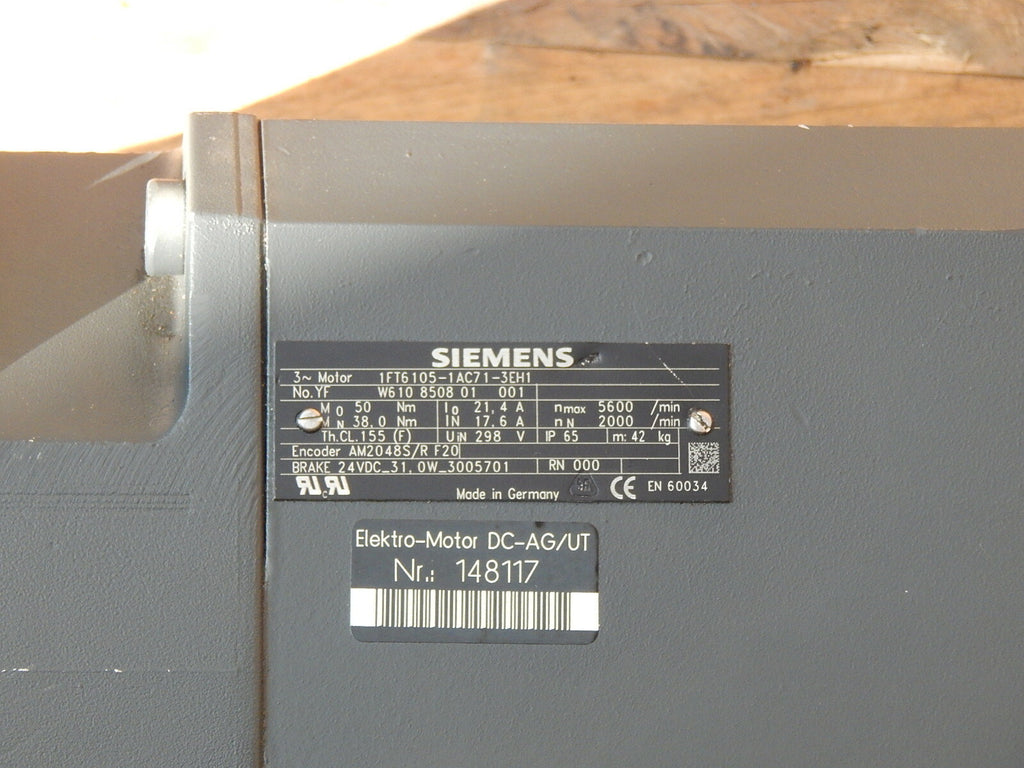 SIEMENS
3~ Motor 1FT6105-1AC71-3EH1
No. YF W610 8508 01 001
M0 50 Nm I0 21,4 A nmax 5600 /min
MN 38,0 Nm IN 17,6 A nN 2000 /min
Th.CL.155 (F) UiN 298 V IP 65 m: 42 kg
Encoder AM2048S/R F20
BRAKE 24VDC_31,0W_3005701 RN 000
Made in Germany CE EN 60034
Elektro-Motor DC-AG/UT
Nr.: 148117